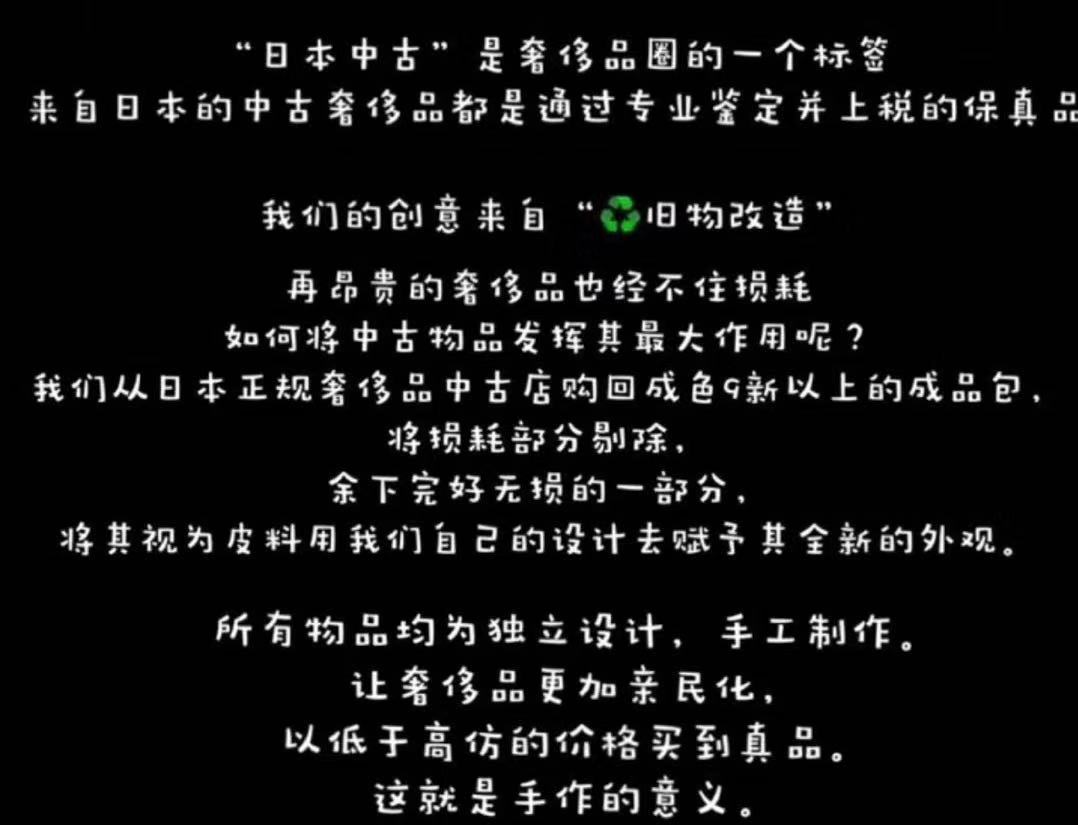 “日本中古”是奢侈品圈的一个标签
来自日本的中古奢侈品都是通过专业鉴定并上税的保真品
我们的创意来自“♻旧物改造”
再昂贵的奢侈品也经不住损耗
如何将中古物品发挥其最大作用呢？
我们从日本正规奢侈品中古店购回成色9新以上的成品包，
将损耗部分剔除，
余下完好无损的一部分，
将其视为皮料用我们自己的设计去赋予其全新的外观。
所有物品均为独立设计，手工制作。
让奢侈品更加亲民化，
以低于高仿的价格买到真品。
这就是手作的意义。